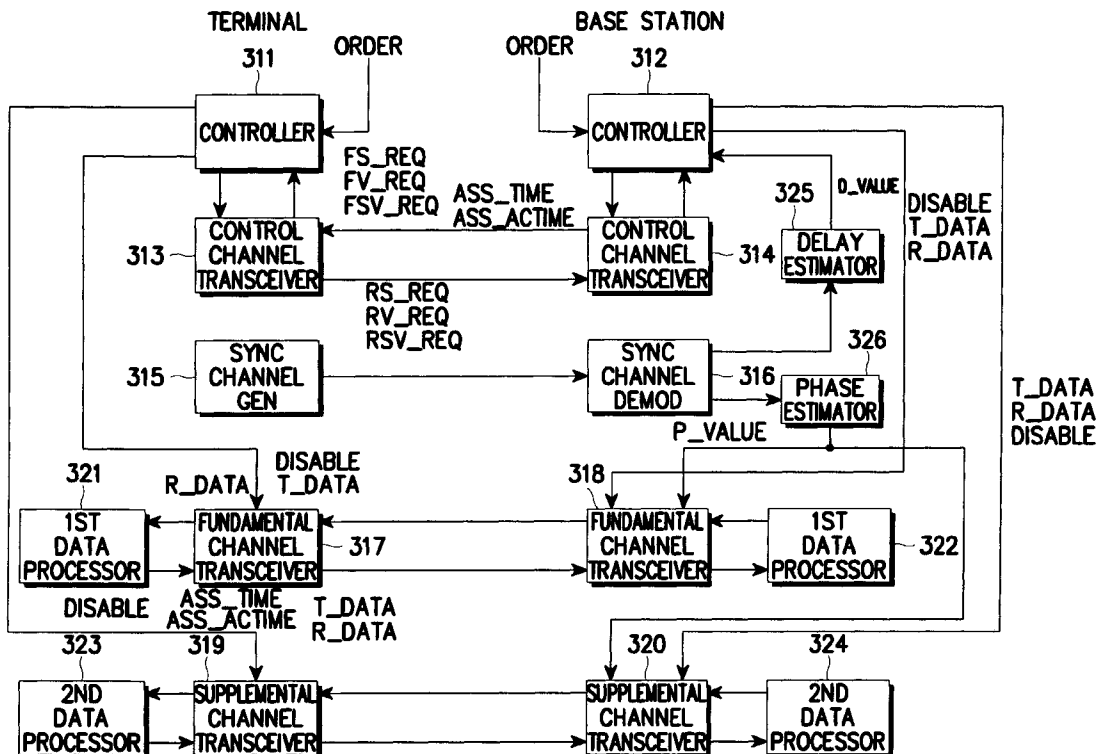 TERMINAL
BASE STATION
311
ORDER
ORDER
312
CONTROLLER
CONTROLLER
FS_REQ
FV_REQ
FSV_REQ
ASS_TIME
ASS_ACTIME
325
D_VALUE
DISABLE
T_DATA
R_DATA
313
CONTROL
CHANNEL
TRANSCEIVER
CONTROL
CHANNEL
TRANSCEIVER
314
DELAY
ESTIMATOR
RS_REQ
RV_REQ
RSV_REQ
315
SYNC
CHANNEL
GEN
SYNC
CHANNEL
DEMOD
316
326
PHASE
ESTIMATOR
T_DATA
R_DATA
DISABLE
P_VALUE
321
R_DATA
DISABLE
T_DATA
318
1ST
DATA
PROCESSOR
FUNDAMENTAL
CHANNEL
TRANSCEIVER
317
FUNDAMENTAL
CHANNEL
TRANSCEIVER
1ST
DATA
PROCESSOR
322
DISABLE
ASS_TIME
ASS_ACTIME
T_DATA
R_DATA
323
319
320
324
2ND
DATA
PROCESSOR
SUPPLEMENTAL
CHANNEL
TRANSCEIVER
SUPPLEMENTAL
CHANNEL
TRANSCEIVER
2ND
DATA
PROCESSOR